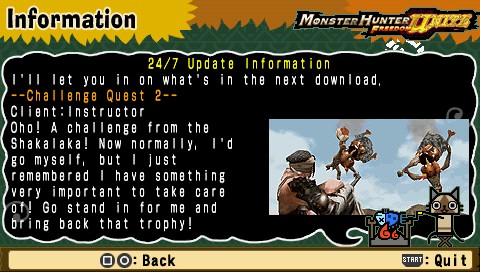 Information
MONSTER HUNTER
FREEDOM UNITE
24/7 Update Information
I'll let you in on what's in the next download,
--Challenge Quest 2--
Client:Instructor
Oho! A challenge from the
Shakalaka! Now normally, I'd
go myself, but I just
remembered I have something
very important to take care
of! Go stand in for me and
bring back that trophy!
: Back
START: Quit